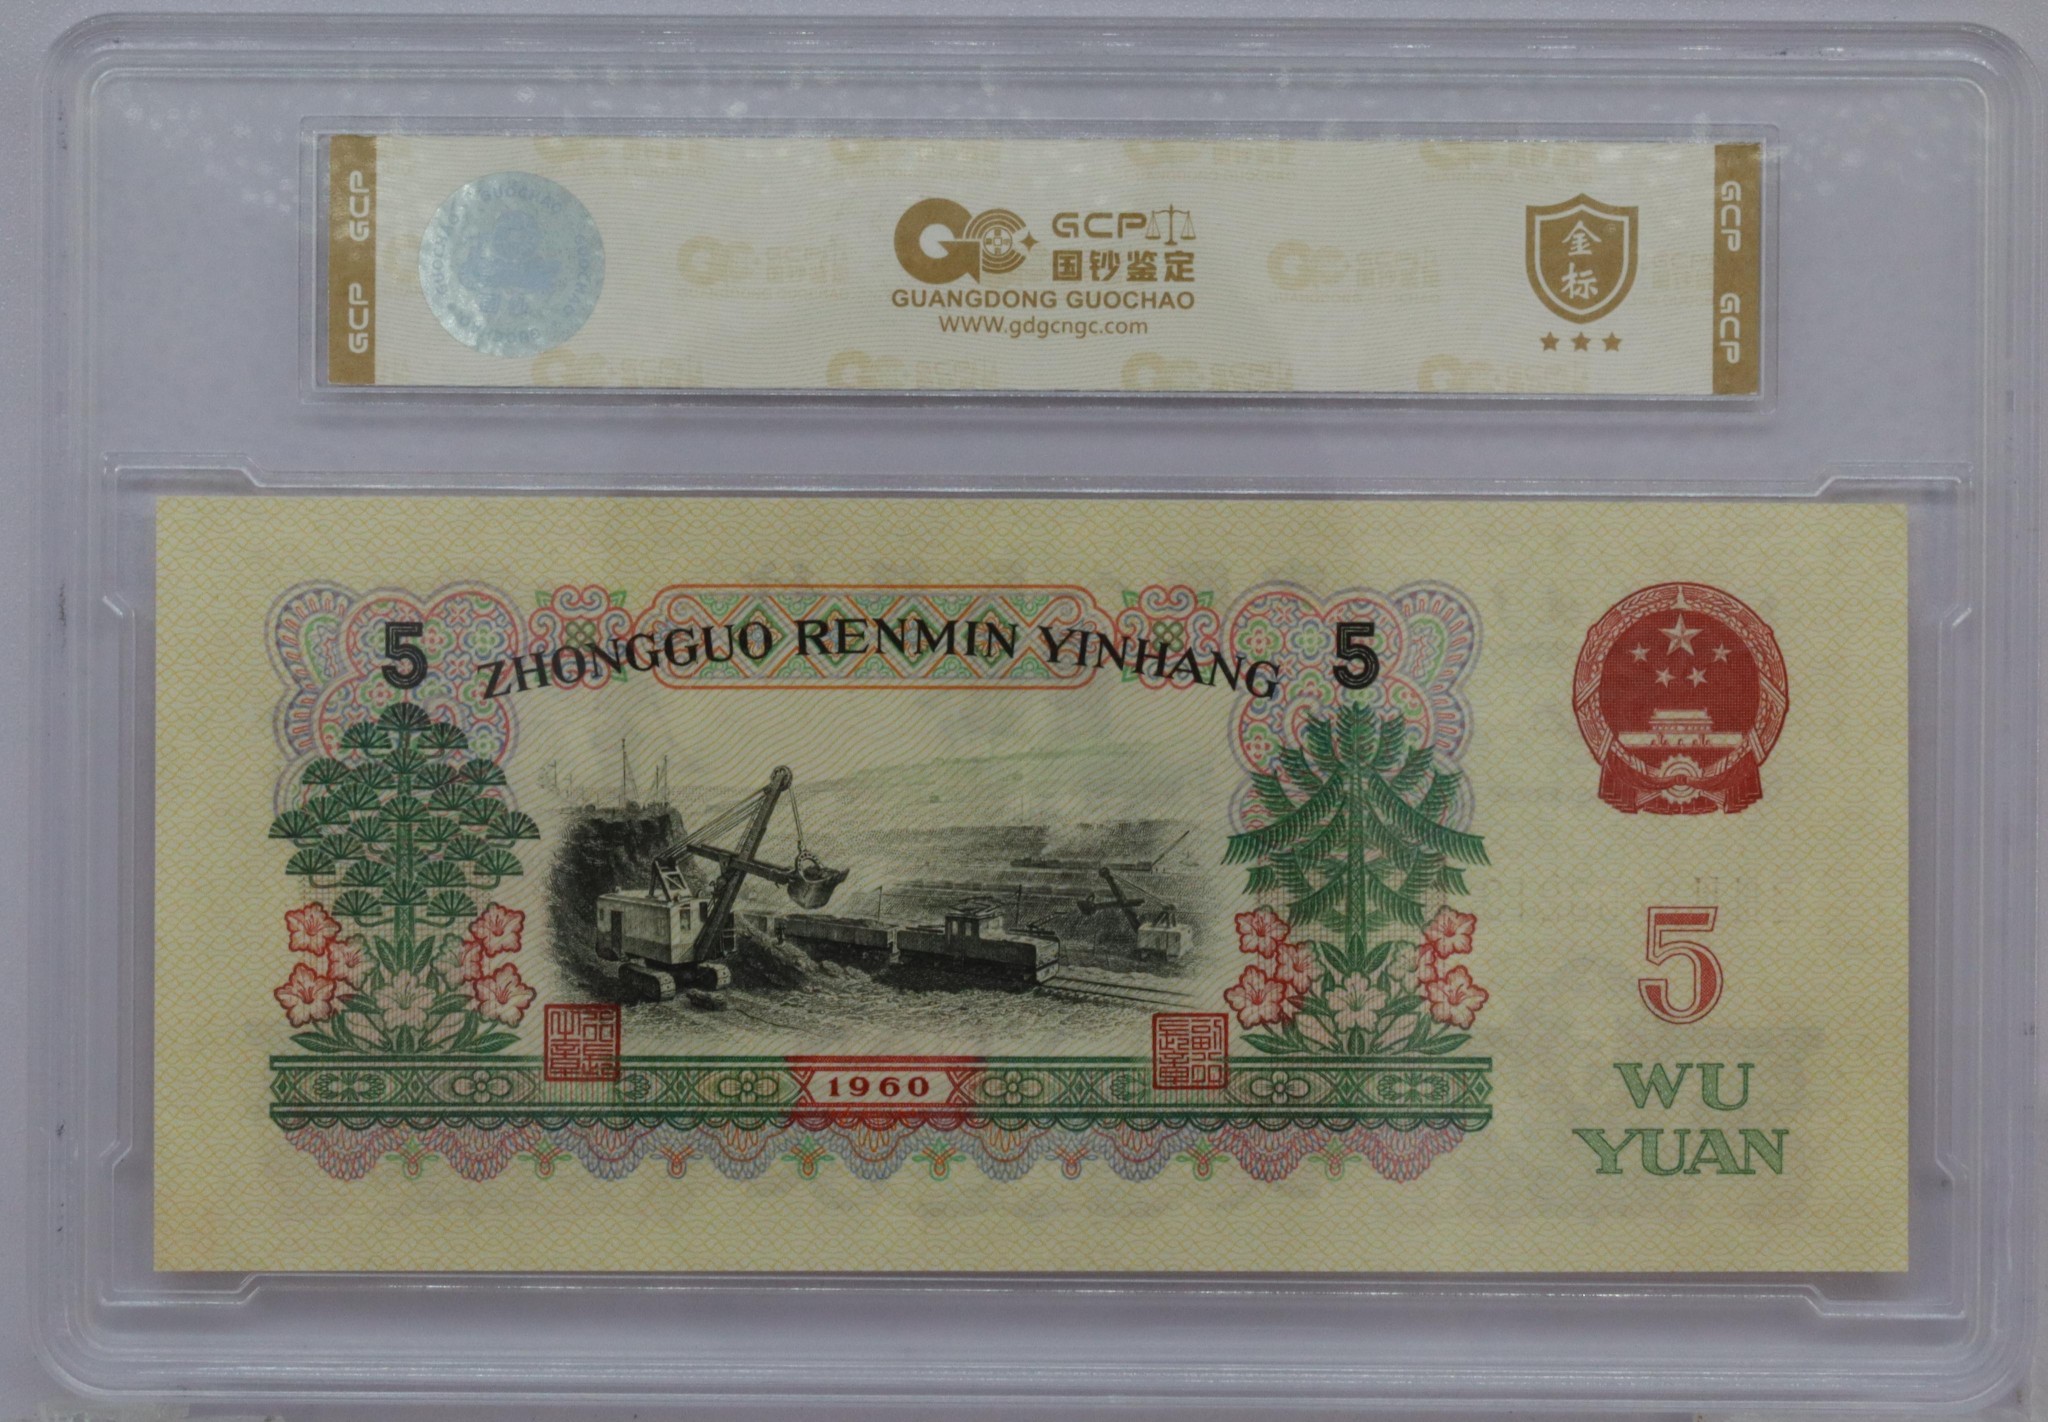 GCP GCP
GUOCHAO
GCP
国钞鉴定
GUANGDONG GUOCHAO
WWW.gdgcngc.com
金标
GCP GCP
5
ZHONGGUO RENMIN YINHANG
5
1960
5
WU
YUAN